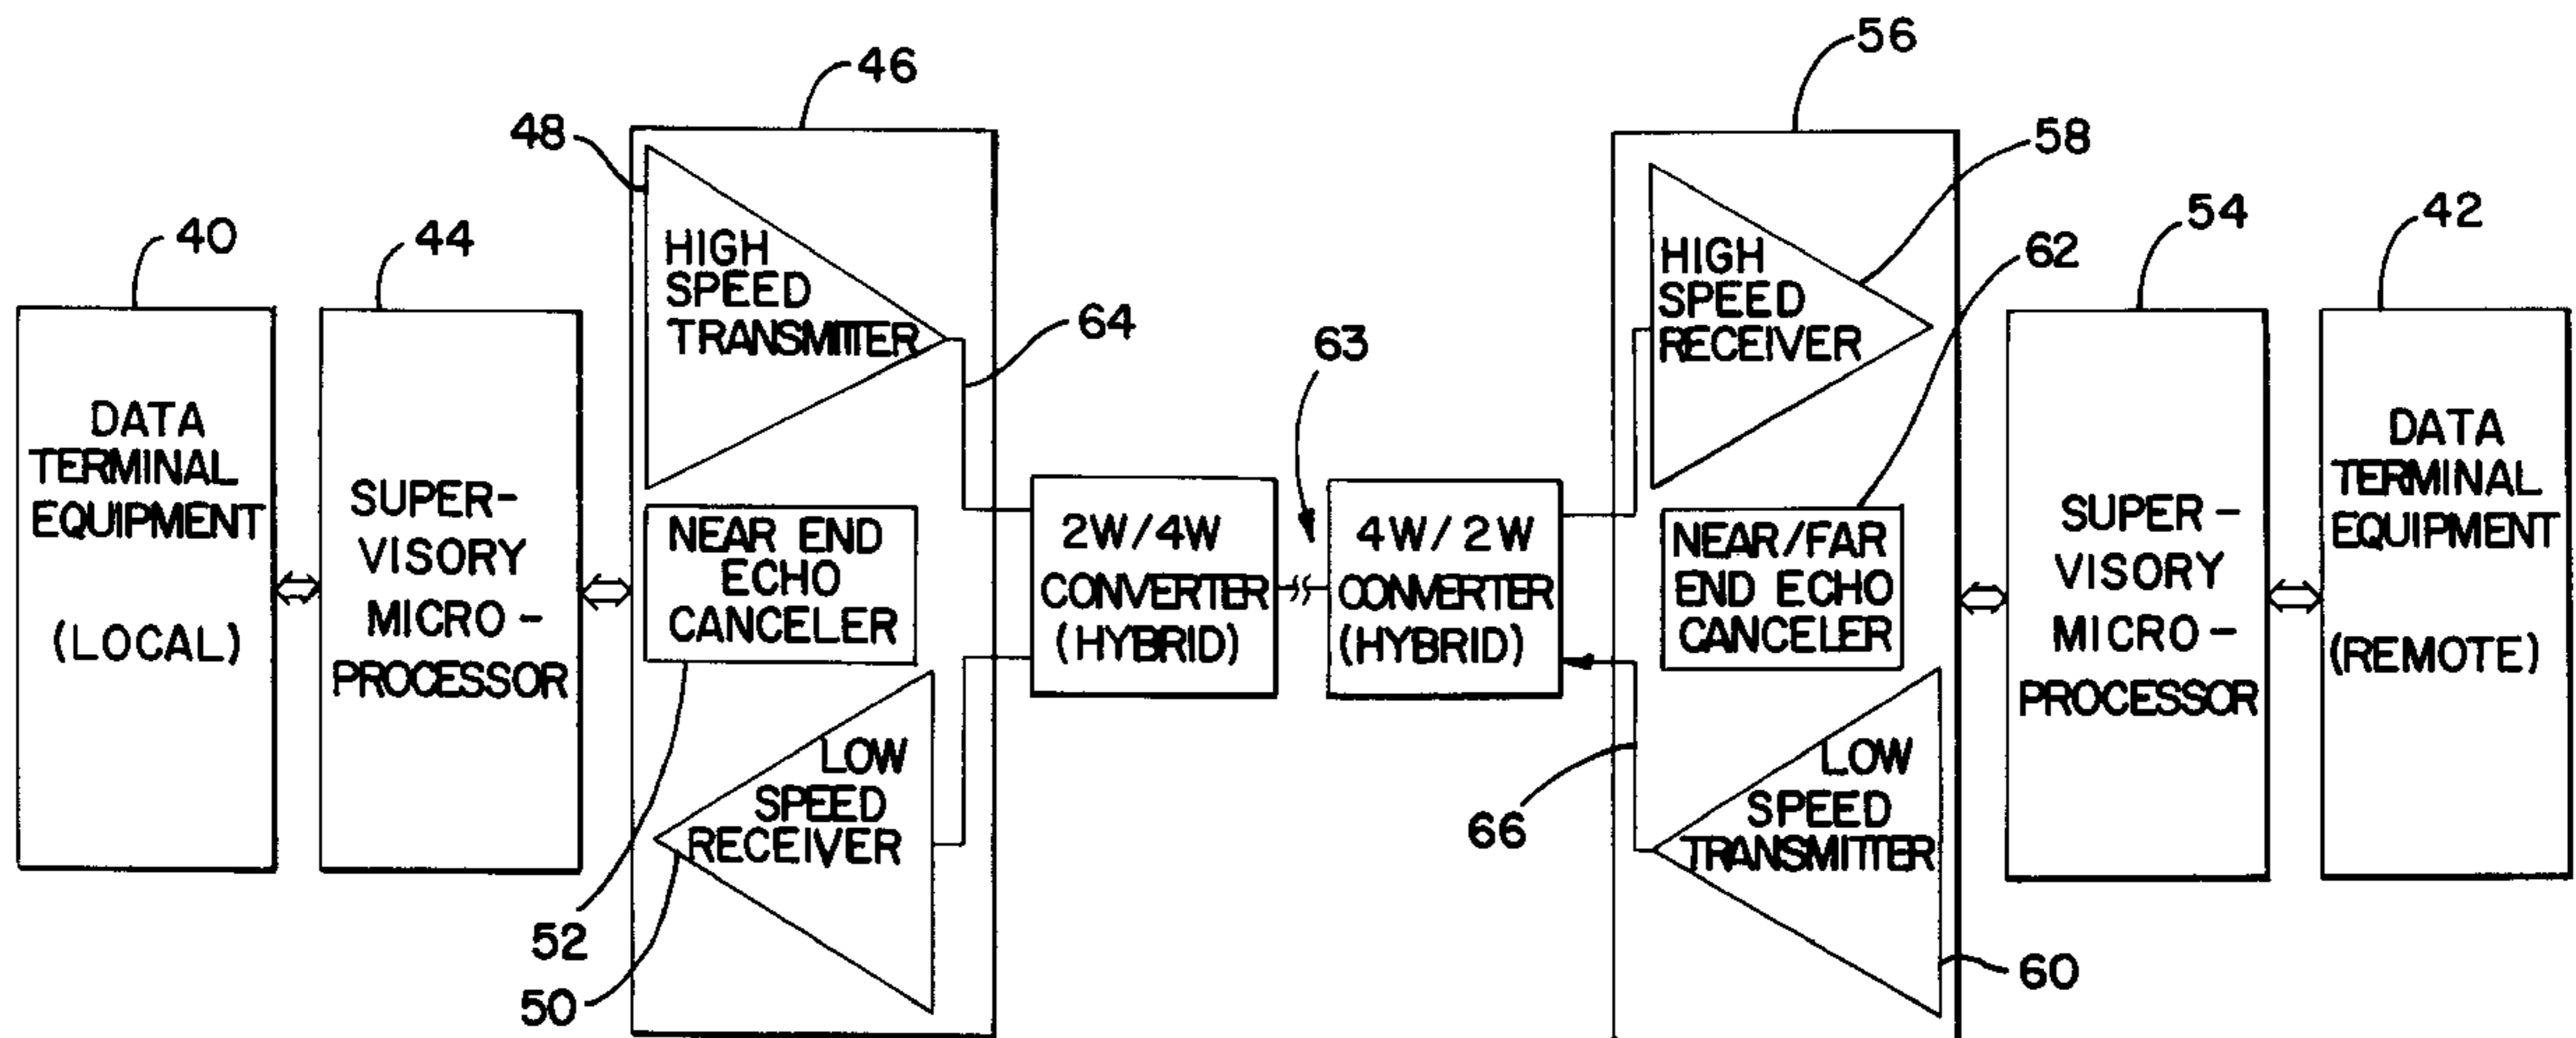 40
DATA
TERMINAL
EQUIPMENT
(LOCAL)
44
SUPER-
VISORY
MICRO-
PROCESSOR
46
48
HIGH
SPEED
TRANSMITTER
64
NEAR END
ECHO
CANCELER
52
LOW
SPEED
RECEIVER
50
2W/4W
CONVERTER
(HYBRID)
63
4W/2W
CONVERTER
(HYBRID)
56
58
HIGH
SPEED
RECEIVER
62
NEAR/FAR
END ECHO
CANCELER
66
LOW
SPEED
TRANSMITTER
60
54
SUPER-
VISORY
MICRO-
PROCESSOR
42
DATA
TERMINAL
EQUIPMENT
(REMOTE)